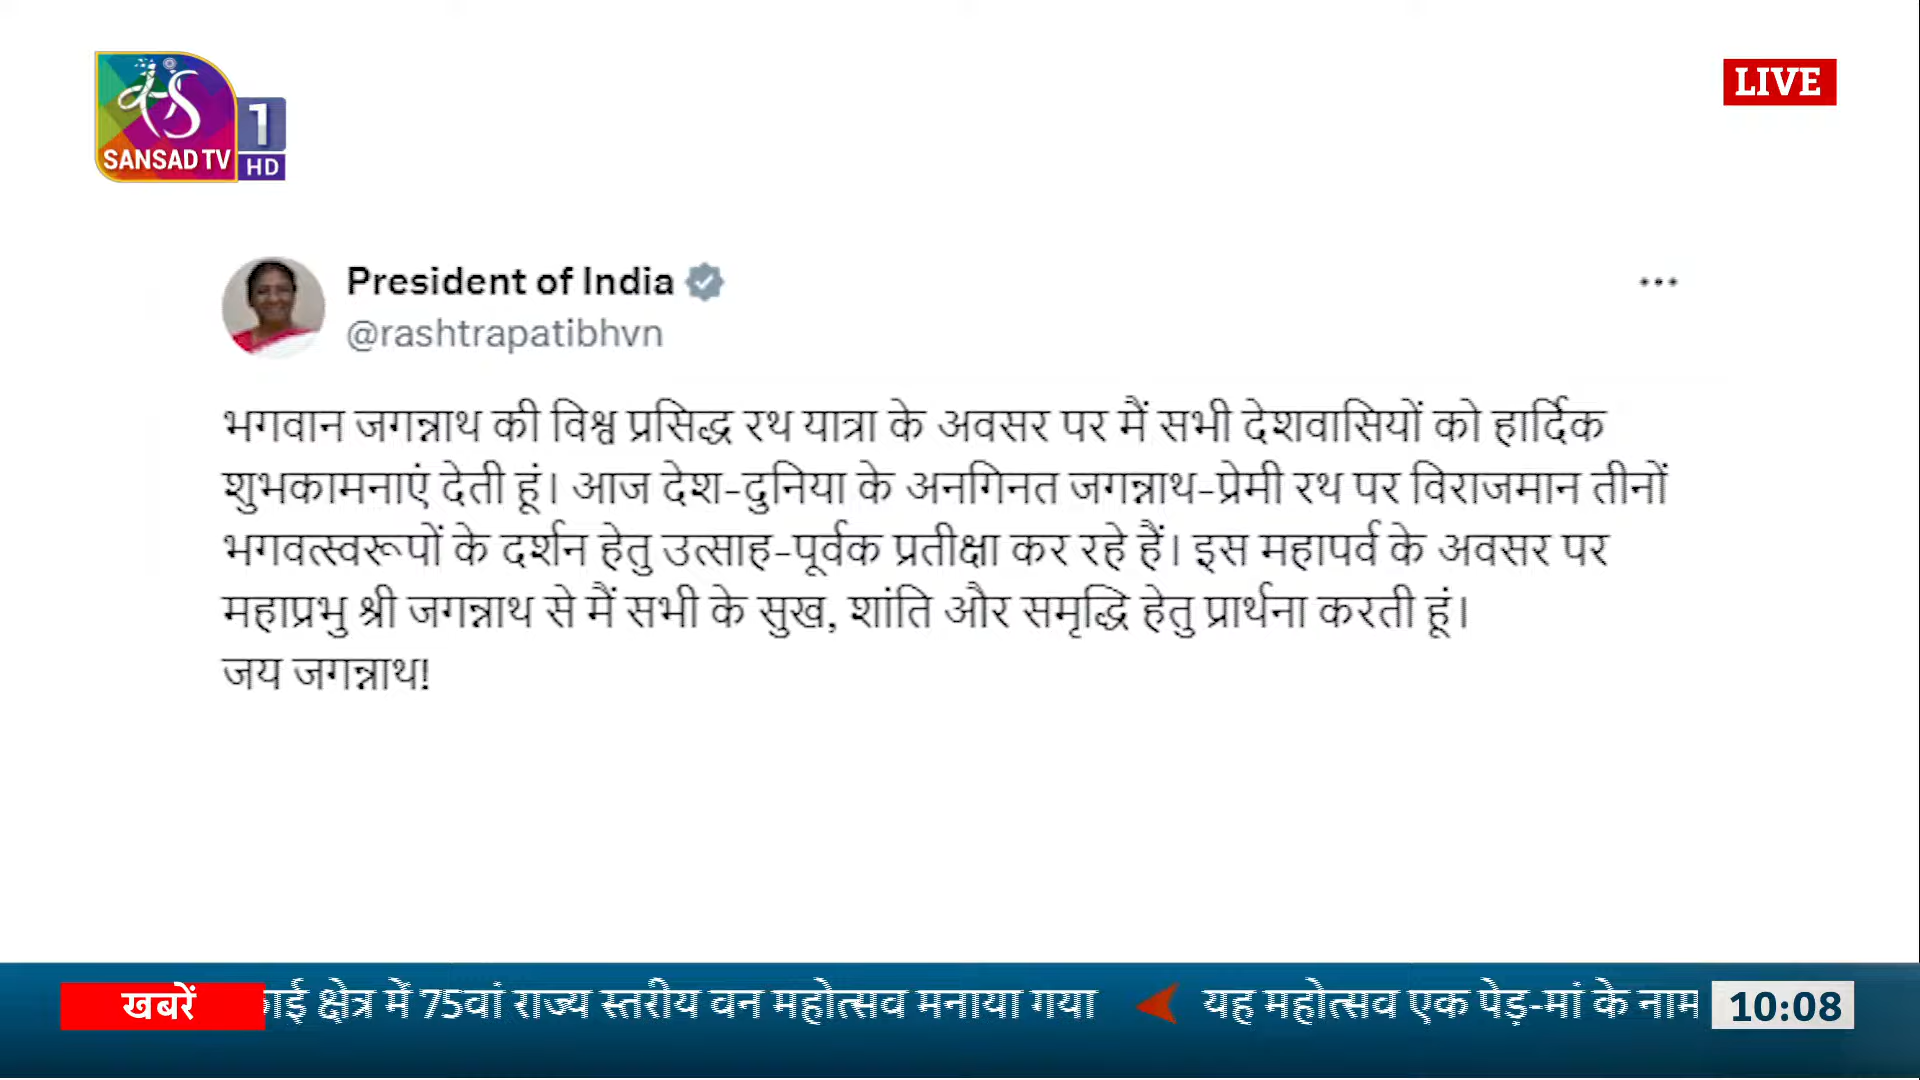 SANSAD TV
1
HD
LIVE
President of India
@rashtrapatibhvn
भगवान जगन्नाथ की विश्व प्रसिद्ध रथ यात्रा के अवसर पर मैं सभी देशवासियों को हार्दिक
शुभकामनाएं देती हूं। आज देश-दुनिया के अनगिनत जगन्नाथ-प्रेमी रथ पर विराजमान तीनों
भगवत्स्वरूपों के दर्शन हेतु उत्साह-पूर्वक प्रतीक्षा कर रहे हैं। इस महापर्व के अवसर पर
महाप्रभु श्री जगन्नाथ से मैं सभी के सुख, शांति और समृद्धि हेतु प्रार्थना करती हूं।
जय जगन्नाथ!
खबरें
क्षेत्र में 75वां राज्य स्तरीय वन महोत्सव मनाया गया
यह महोत्सव एक पेड़-मां के नाम
10:08